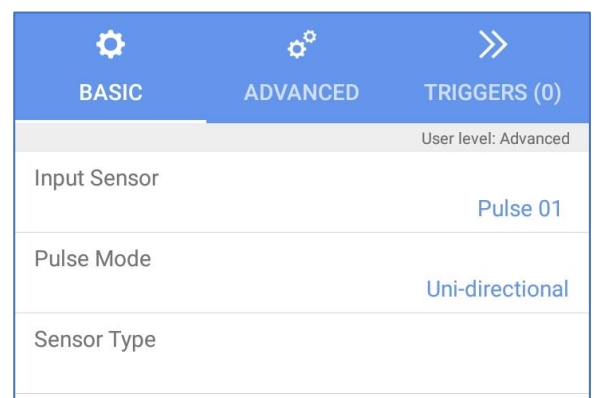 BASIC ADVANCED TRIGGERS (0)
User level: Advanced
Input Sensor
Pulse 01
Pulse Mode
Uni-directional
Sensor Type